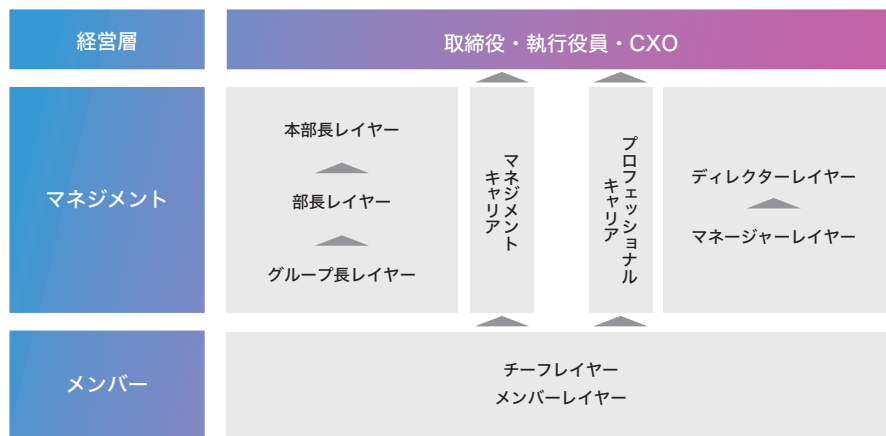 経営層
取締役・執行役員・CXO
マネジメント
本部長レイヤー
部長レイヤー
グループ長レイヤー
マネジメント
キャリア
プロフェッショナル
キャリア
ディレクターレイヤー
マネージャーレイヤー
メンバー
チーフレイヤー
メンバーレイヤー